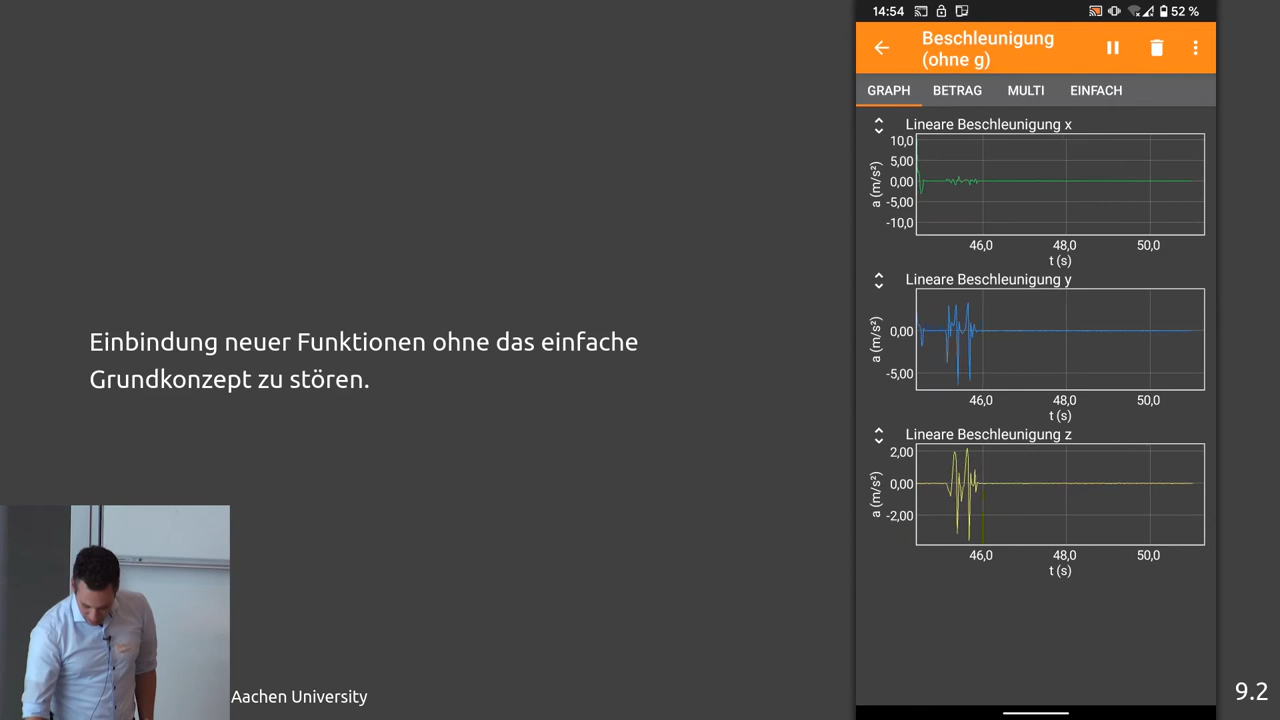 Einbindung neuer Funktionen ohne das einfache
Grundkonzept zu stören.
Aachen University
14:54
52 %
Beschleunigung
(ohne g)
GRAPH BETRAG MULTI EINFACH
Lineare Beschleunigung x
a (m/s²)
10,0
5,00
0,00
-5,00
-10,0
46,0 48,0 50,0
t (s)
Lineare Beschleunigung y
a (m/s²)
0,00
-5,00
46,0 48,0 50,0
t (s)
Lineare Beschleunigung z
a (m/s²)
2,00
0,00
-2,00
46,0 48,0 50,0
t (s)
9.2